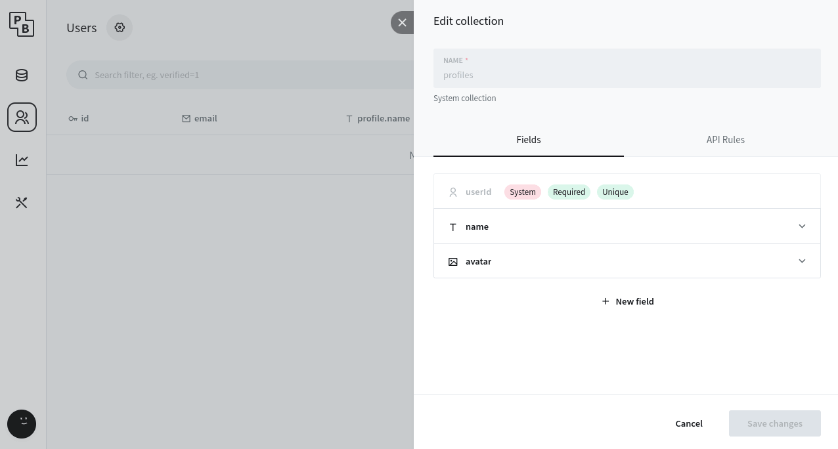 PB
Users
Search filter, eg. verified=1
id
email
profile.name
Edit collection
NAME *
profiles
System collection
Fields
API Rules
userId System Required Unique
name
avatar
New field
Cancel
Save changes